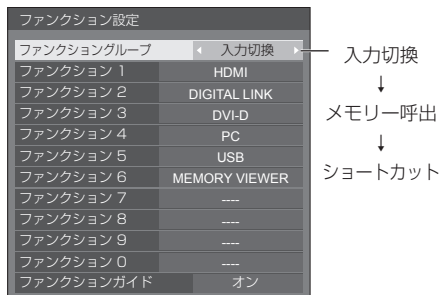 ファンクション設定
ファンクショングループ 入力切換
ファンクション 1 HDMI
ファンクション 2 DIGITAL LINK
ファンクション 3 DVI-D
ファンクション 4 PC
ファンクション 5 USB
ファンクション 6 MEMORY VIEWER
ファンクション 7 ----
ファンクション 8 ----
ファンクション 9 ----
ファンクション 0 ----
ファンクションガイド オン
入力切換
↓
メモリー呼出
↓
ショートカット